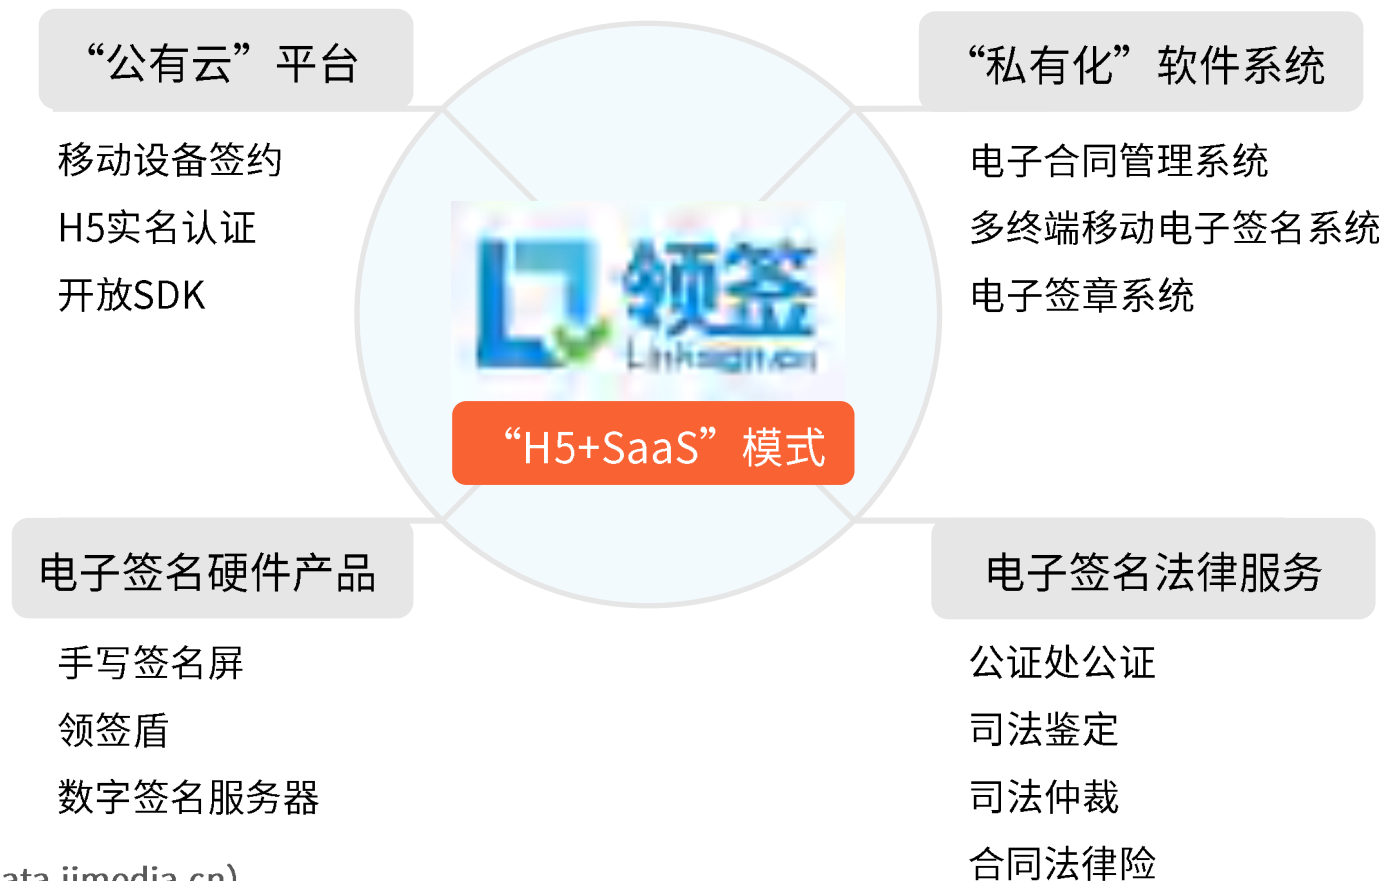 “公有云”平台
移动设备签约
H5实名认证
开放SDK
“私有化”软件系统
电子合同管理系统
多终端移动电子签名系统
电子签章系统
领签
Linksign.cn
“H5+SaaS”模式
电子签名硬件产品
手写签名屏
领签盾
数字签名服务器
电子签名法律服务
公证处公证
司法鉴定
司法仲裁
合同法律险
ata.iimedia.cn)